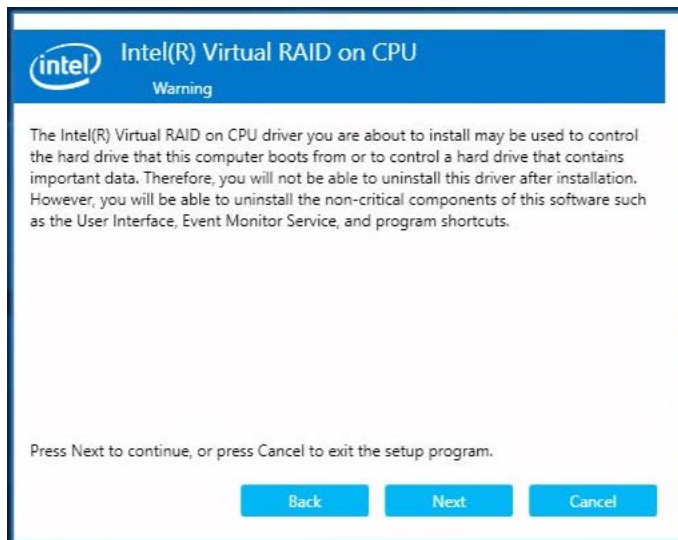 intel
Intel(R) Virtual RAID on CPU
Warning
The Intel(R) Virtual RAID on CPU driver you are about to install may be used to control
the hard drive that this computer boots from or to control a hard drive that contains
important data. Therefore, you will not be able to uninstall this driver after installation.
However, you will be able to uninstall the non-critical components of this software such
as the User Interface, Event Monitor Service, and program shortcuts.
Press Next to continue, or press Cancel to exit the setup program.
Back
Next
Cancel